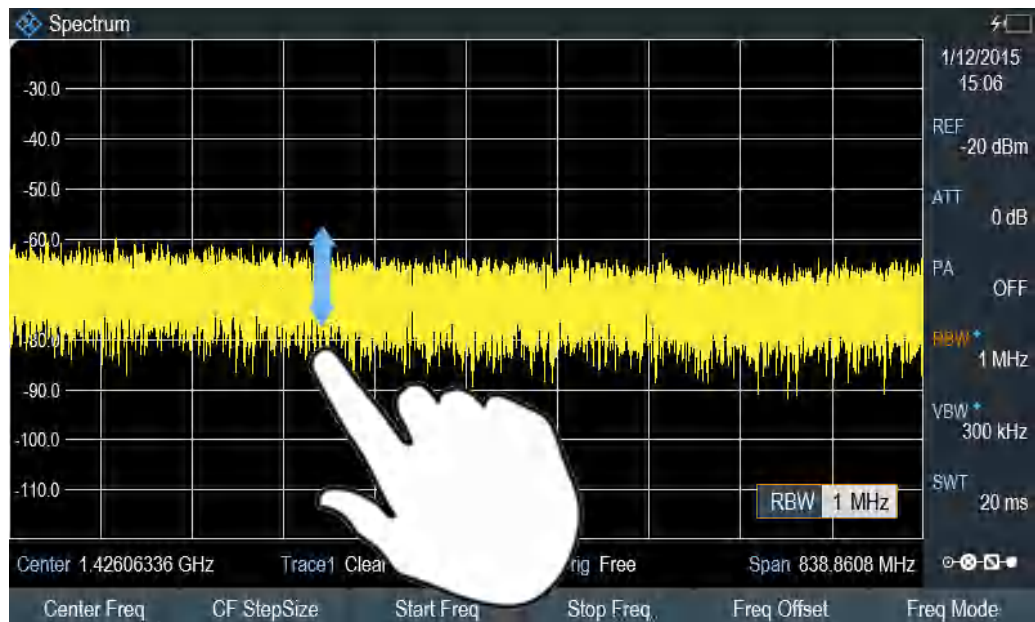 Spectrum
1/12/2015
15:06
-30.0
-40.0
-50.0
-60.0
-80.0
-90.0
-100.0
-110.0
REF
-20 dBm
ATT
0 dB
PA
OFF
RBW
1 MHz
VBW
300 kHz
SWT
20 ms
RBW 1 MHz
Center 1.42606336 GHz Trace1 Clear rig Free Span 838.8608 MHz
Center Freq CF StepSize Start Freq Stop Freq Freq Offset Freq Mode